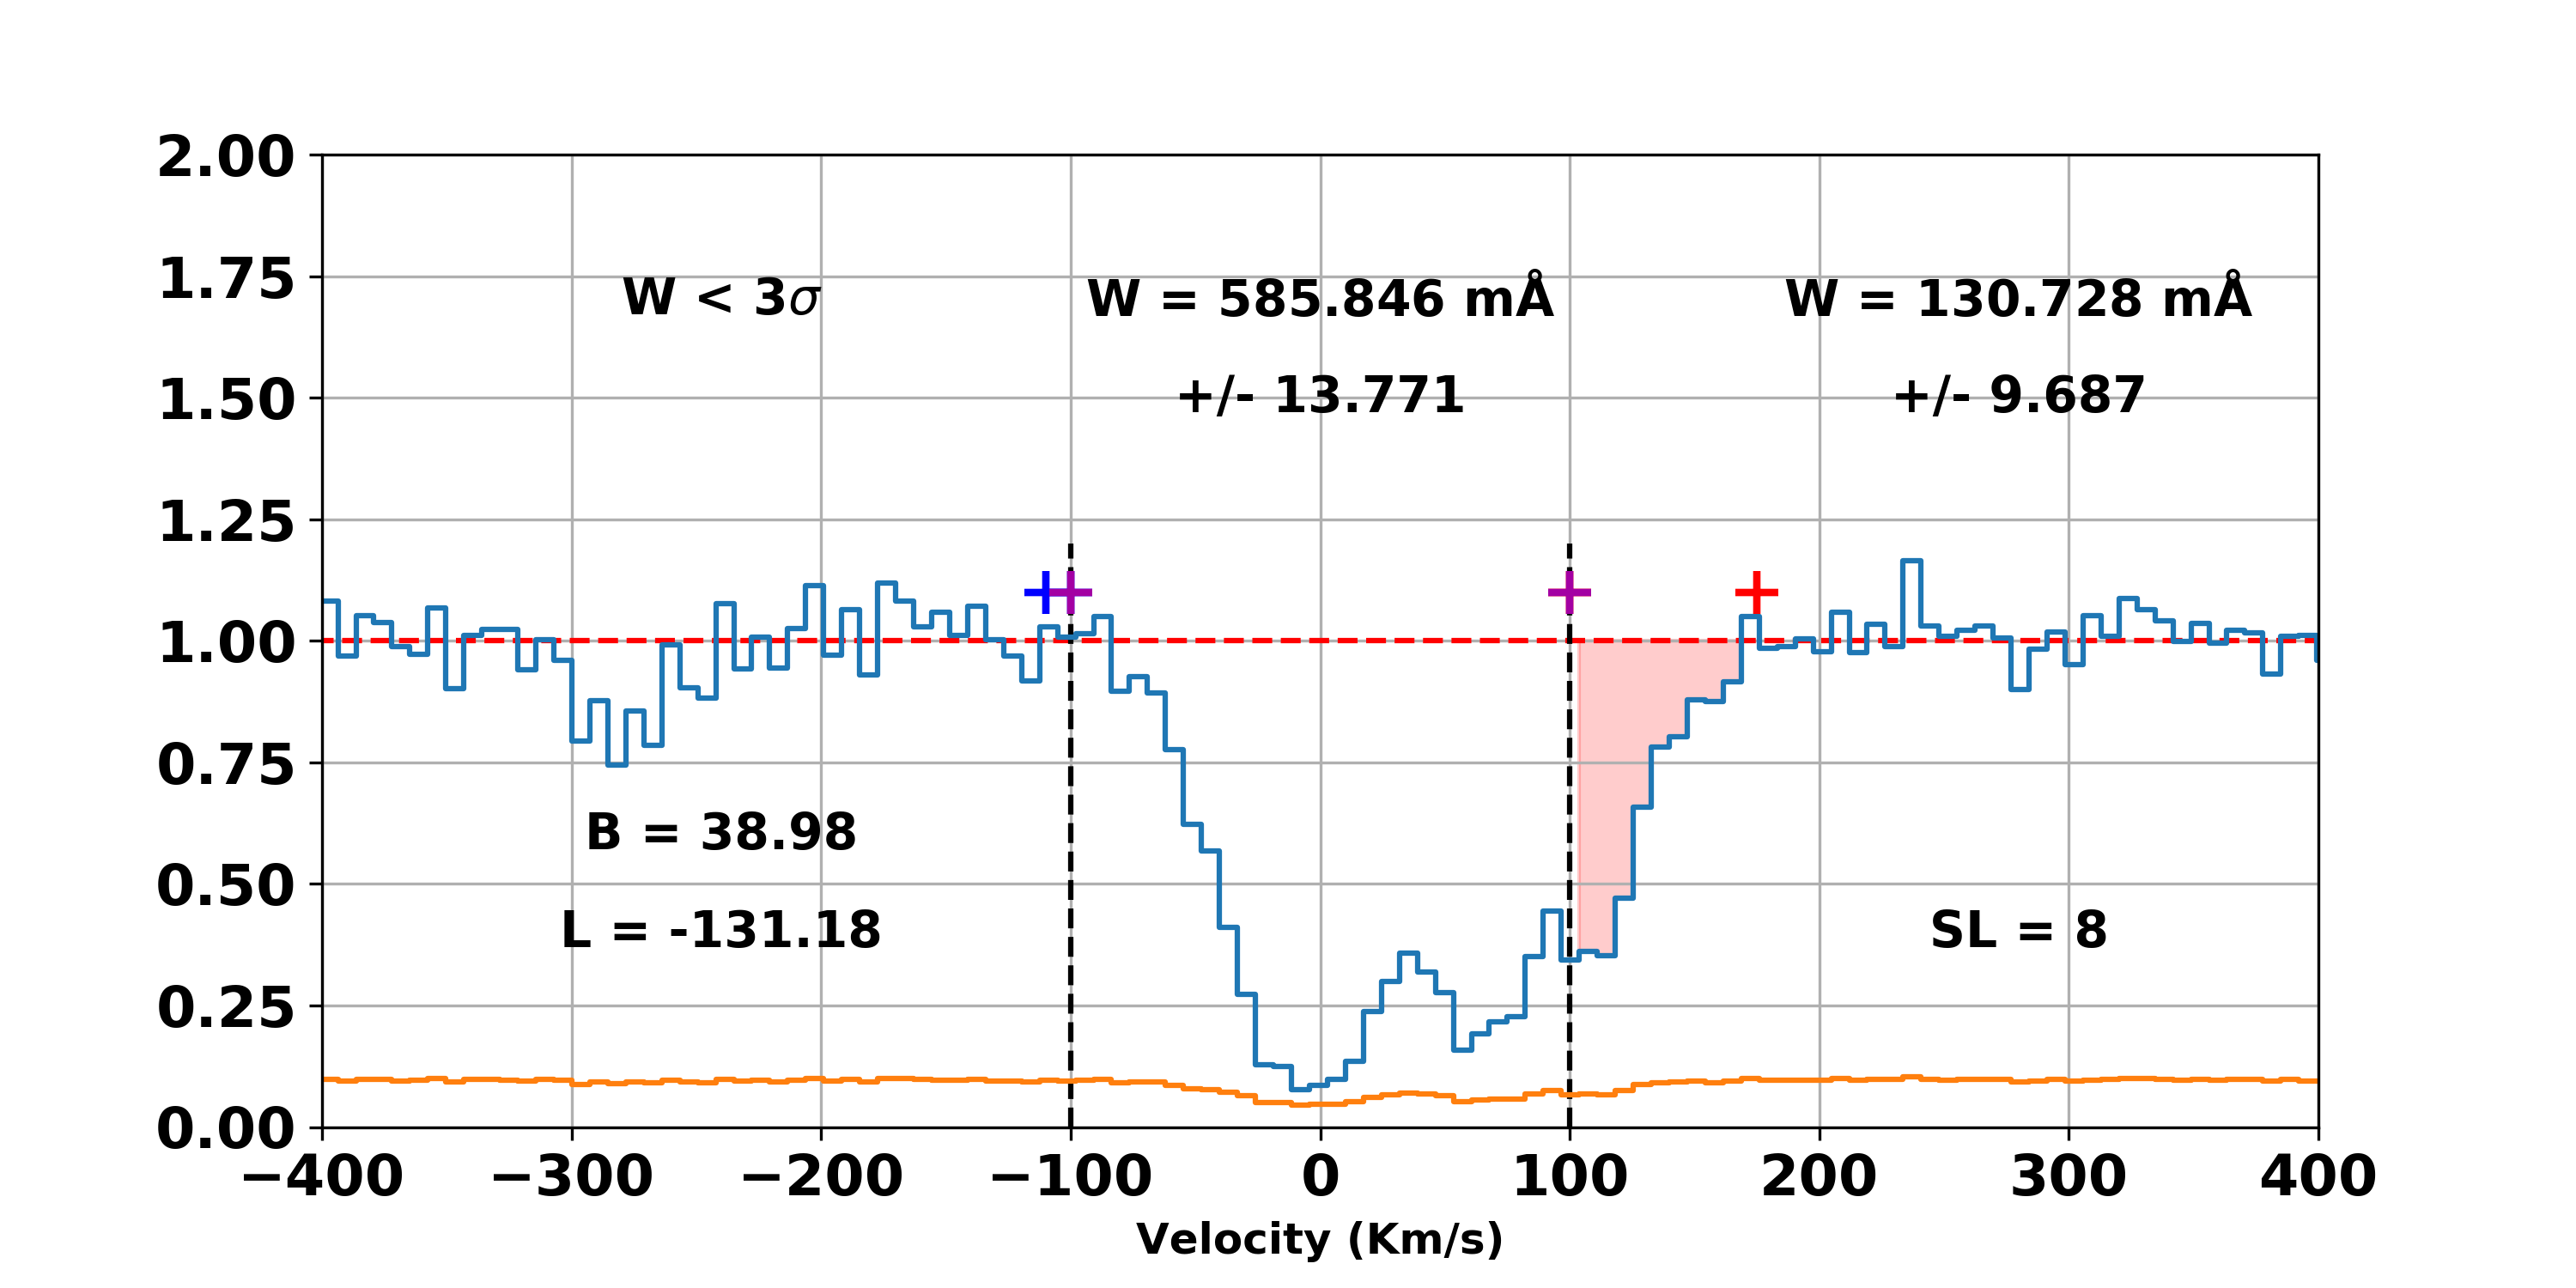 2.00
1.75
1.50
1.25
1.00
0.75
0.50
0.25
0.00
W < 3σ
W = 585.846 mÅ
+/- 13.771
W = 130.728 mÅ
+/- 9.687
B = 38.98
L = -131.18
SL = 8
−400 −300 −200 −100 0 100 200 300 400
Velocity (Km/s)